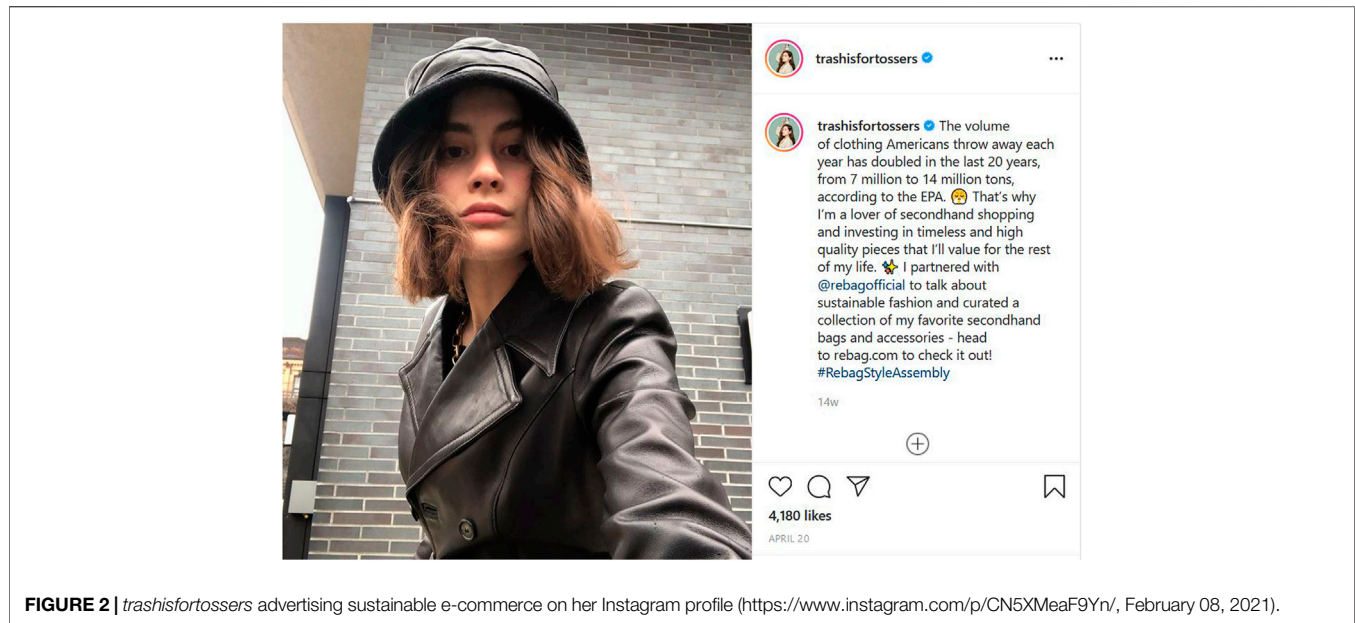 trashisfortossers
trashisfortossers The volume
of clothing Americans throw away each
year has doubled in the last 20 years,
from 7 million to 14 million tons,
according to the EPA. 😤 That's why
I'm a lover of secondhand shopping
and investing in timeless and high
quality pieces that I'll value for the rest
of my life. ✨ I partnered with
@rebagofficial to talk about
sustainable fashion and curated a
collection of my favorite secondhand
bags and accessories - head
to rebag.com to check it out!
#RebagStyleAssembly
14w
4,180 likes
APRIL 20
FIGURE 2 | trashisfortossers advertising sustainable e-commerce on her Instagram profile (https://www.instagram.com/p/CN5XMeaF9Yn/, February 08, 2021).